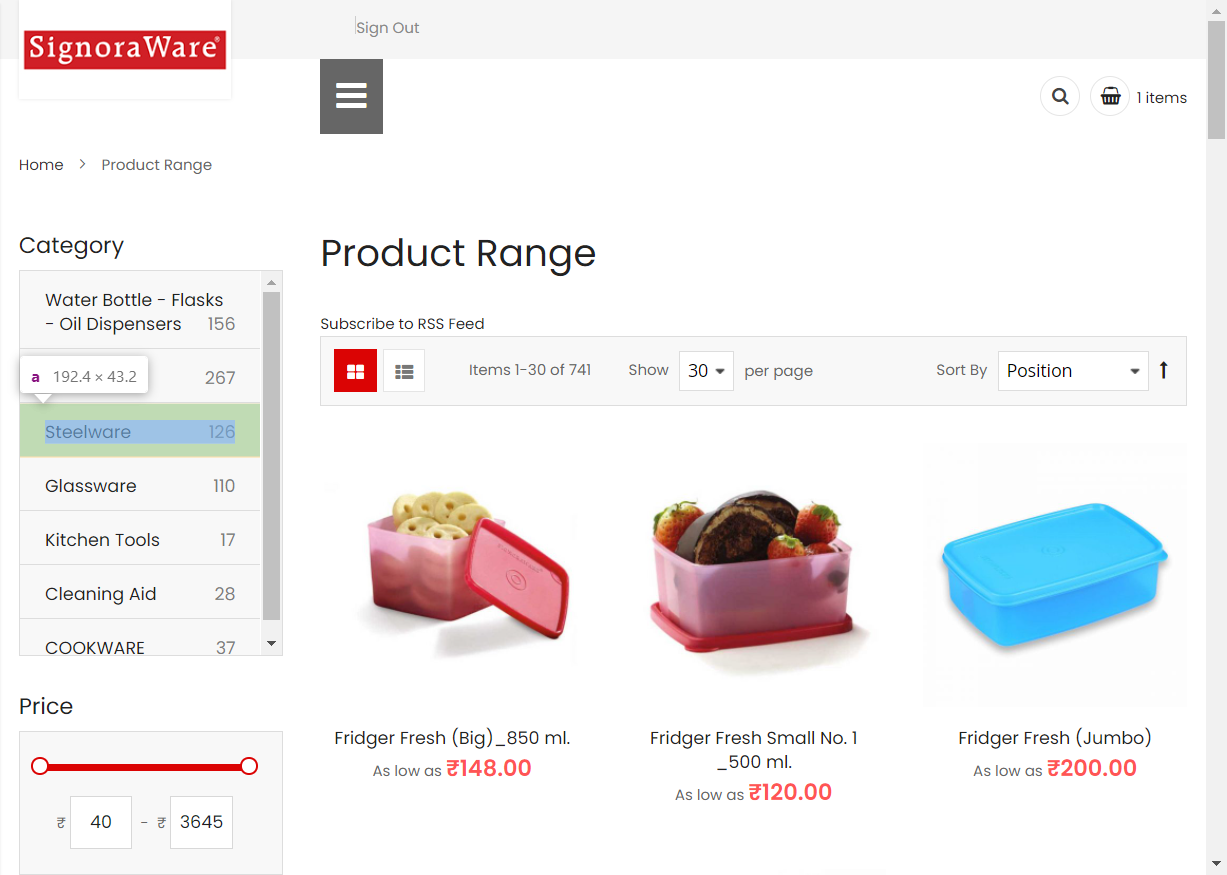 Sign Out
SignoraWare®
1 items
Home
Product Range
Category
Product Range
Water Bottle - Flasks
- Oil Dispensers 156
Subscribe to RSS Feed
a 192.4 × 43.2
267
Items 1-30 of 741
Show 30 per page
Sort By Position
Steelware 126
Glassware 110
Kitchen Tools 17
Cleaning Aid 28
COOKWARE 37
Price
₹ 40 - ₹ 3645
Fridger Fresh (Big)_850 ml.
As low as ₹148.00
Fridger Fresh Small No. 1
_500 ml.
As low as ₹120.00
Fridger Fresh (Jumbo)
As low as ₹200.00